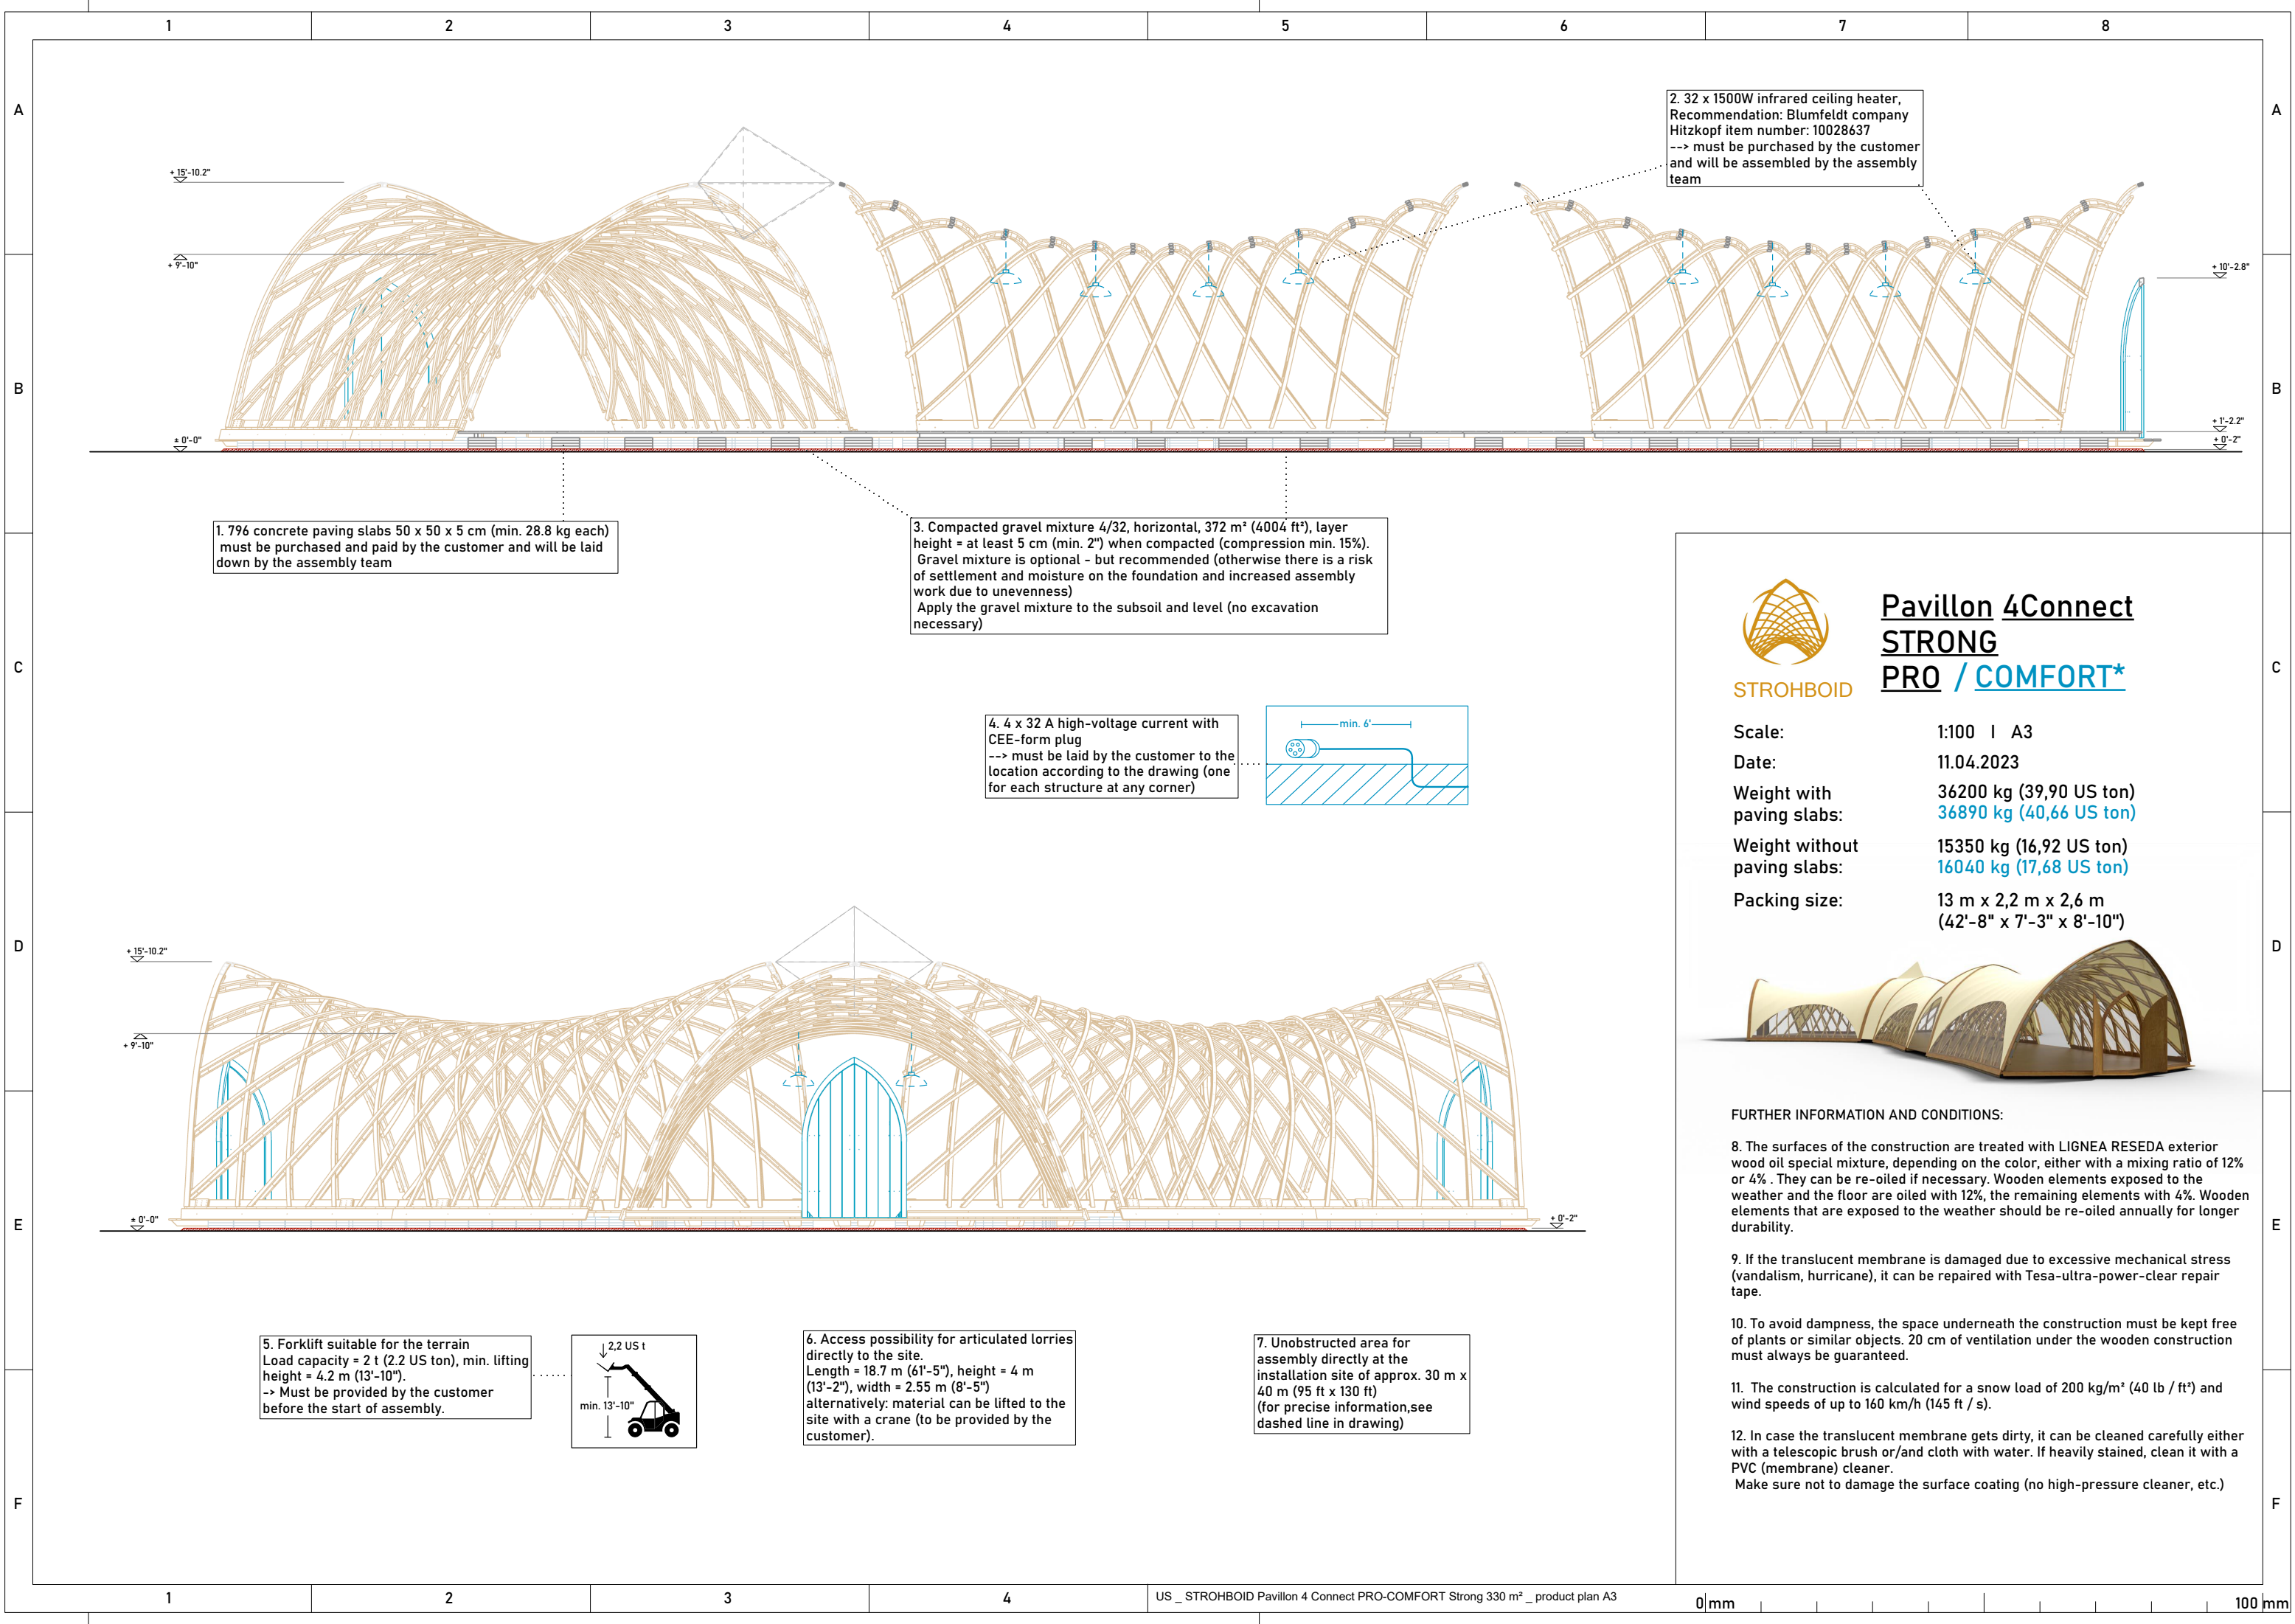 1 2 3 4 5 6 7 8
A A
2. 32 x 1500W infrared ceiling heater,
Recommendation: Blumfeldt company
Hitzkopf item number: 10028637
--> must be purchased by the customer
and will be assembled by the assembly
team
+ 15'-10.2"
+ 9'-10"
+ 10'-2.8"
B B
± 0'-0"
+ 1'-2.2"
+ 0'-2"
1. 796 concrete paving slabs 50 x 50 x 5 cm (min. 28.8 kg each)
must be purchased and paid by the customer and will be laid
down by the assembly team
3. Compacted gravel mixture 4/32, horizontal, 372 m² (4004 ft²), layer
height = at least 5 cm (min. 2") when compacted (compression min. 15%).
Gravel mixture is optional - but recommended (otherwise there is a risk
of settlement and moisture on the foundation and increased assembly
work due to unevenness)
Apply the gravel mixture to the subsoil and level (no excavation
necessary)
C C
STROHBOID
Pavillon 4Connect
STRONG
PRO / COMFORT*
4. 4 x 32 A high-voltage current with
CEE-form plug
--> must be laid by the customer to the
location according to the drawing (one
for each structure at any corner)
min. 6'
Scale: 1:100 I A3
Date: 11.04.2023
Weight with 36200 kg (39,90 US ton)
paving slabs: 36890 kg (40,66 US ton)
Weight without 15350 kg (16,92 US ton)
paving slabs: 16040 kg (17,68 US ton)
Packing size: 13 m x 2,2 m x 2,6 m
(42'-8" x 7'-3" x 8'-10")
D D
+ 15'-10.2"
+ 9'-10"
E E
± 0'-0"
+ 0'-2"
FURTHER INFORMATION AND CONDITIONS:
8. The surfaces of the construction are treated with LIGNEA RESEDA exterior
wood oil special mixture, depending on the color, either with a mixing ratio of 12%
or 4% . They can be re-oiled if necessary. Wooden elements exposed to the
weather and the floor are oiled with 12%, the remaining elements with 4%. Wooden
elements that are exposed to the weather should be re-oiled annually for longer
durability.
9. If the translucent membrane is damaged due to excessive mechanical stress
(vandalism, hurricane), it can be repaired with Tesa-ultra-power-clear repair
tape.
10. To avoid dampness, the space underneath the construction must be kept free
of plants or similar objects. 20 cm of ventilation under the wooden construction
must always be guaranteed.
11. The construction is calculated for a snow load of 200 kg/m² (40 lb / ft²) and
wind speeds of up to 160 km/h (145 ft / s).
12. In case the translucent membrane gets dirty, it can be cleaned carefully either
with a telescopic brush or/and cloth with water. If heavily stained, clean it with a
PVC (membrane) cleaner.
Make sure not to damage the surface coating (no high-pressure cleaner, etc.)
5. Forklift suitable for the terrain
Load capacity = 2 t (2.2 US ton), min. lifting
height = 4.2 m (13'-10").
-> Must be provided by the customer
before the start of assembly.
2,2 US t
min. 13'-10"
6. Access possibility for articulated lorries
directly to the site.
Length = 18.7 m (61'-5"), height = 4 m
(13'-2"), width = 2.55 m (8'-5")
alternatively: material can be lifted to the
site with a crane (to be provided by the
customer).
7. Unobstructed area for
assembly directly at the
installation site of approx. 30 m x
40 m (95 ft x 130 ft)
(for precise information,see
dashed line in drawing)
F F
1 2 3 4
US _ STROHBOID Pavillon 4 Connect PRO-COMFORT Strong 330 m² _ product plan A3
0 mm 100 mm